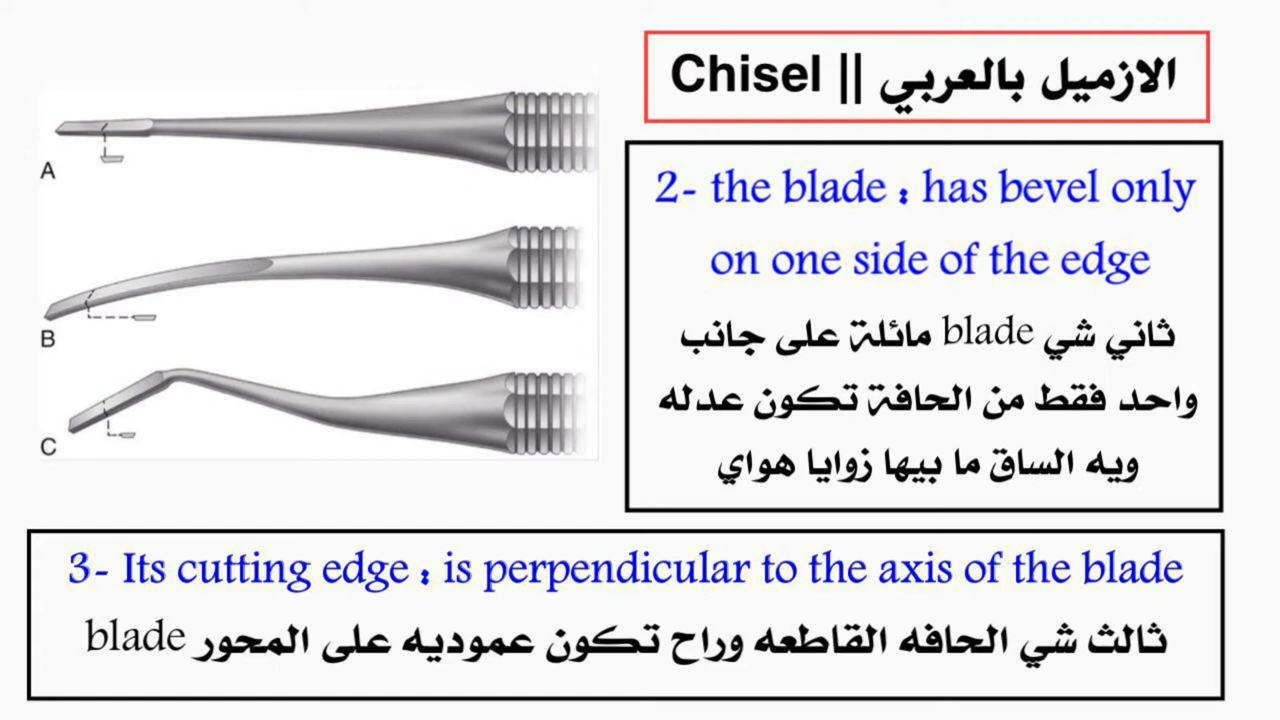 Chisel || الازميل بالعربي
2- the blade : has bevel only
on one side of the edge
ثاني شي blade مائلة على جانب
واحد فقط من الحافة تكون عدله
ويه الساق ما بيها زوايا هواي
A
B
C
3- Its cutting edge : is perpendicular to the axis of the blade
ثالث شي الحافه القاطعه وراح تكون عموديه على المحور blade